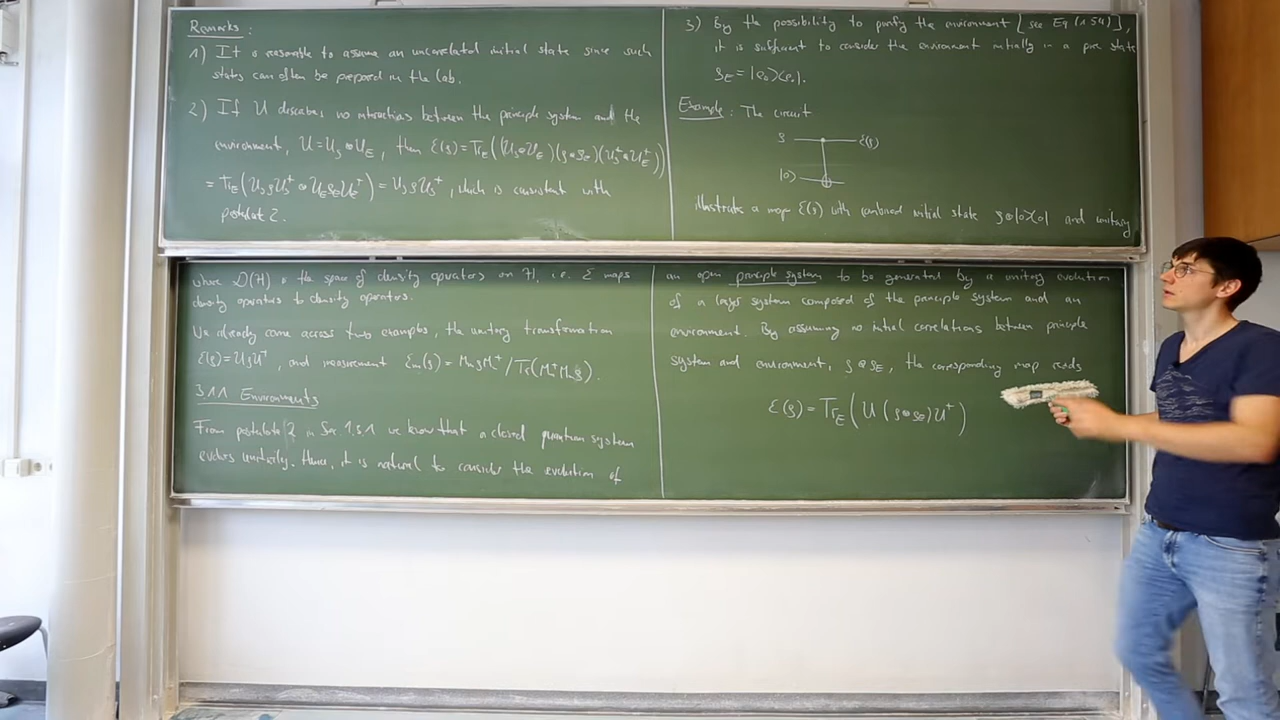 Remarks:
1) It is reasonable to assume an uncorrelated initial state since such
states can often be prepared in the lab.
2) If U describes no interactions between the principle system and the
environment, U = U_S ⊗ U_E, then ℰ(ρ) = Tr_E((U_S⊗U_E)(ρ⊗ρ_E)(U_S†⊗U_E†))
= Tr_E(U_S ρ U_S† ⊗ U_E ρ_E U_E†) = U_S ρ U_S†, which is consistent with
postulate 2.
3) By the possibility to purify the environment [see Eq (154)],
it is sufficient to consider the environment initially in a pure state
ρ_E = |e₀⟩⟨e₀|.
Example: The circuit
ρ ℰ(ρ)
|0⟩
illustrates a map ℰ(ρ) with combined initial state ρ⊗|0⟩⟨0| and unitary
where D(H) is the space of density operators on H, i.e. ℰ maps
density operators to density operators.
We already came across two examples, the unitary transformation
ℰ(ρ) = UρU†, and measurement ℰ_m(ρ) = M_m ρ M_m† / Tr(M_m† M_m ρ).
3.1.1 Environments
From postulate 2 in Sec. 1.3.1 we know that a closed quantum system
evolves unitarily. Hence, it is natural to consider the evolution of
an open principle system to be generated by a unitary evolution
of a larger system composed of the principle system and an
environment. By assuming no initial correlations between principle
system and environment, ρ⊗ρ_E, the corresponding map reads
ℰ(ρ) = Tr_E(U(ρ⊗ρ_E)U†)